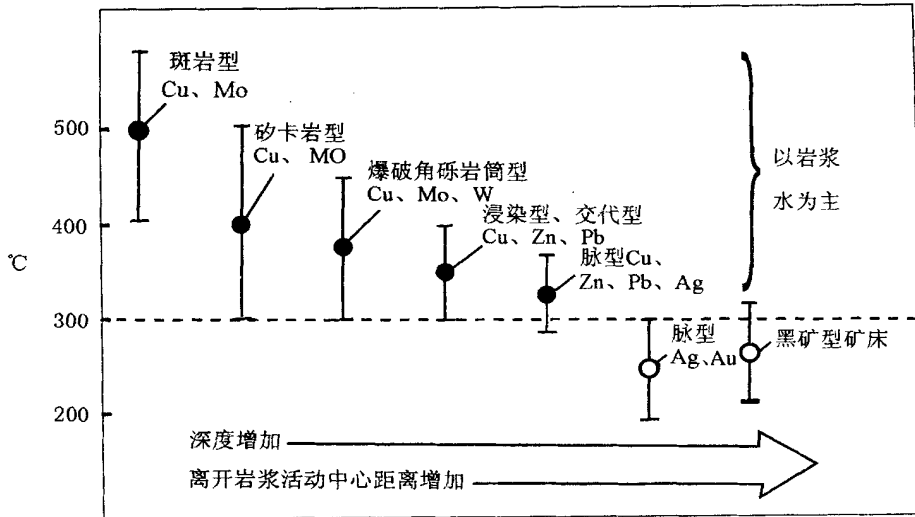 斑岩型
Cu、Mo
矽卡岩型
Cu、MO
爆破角砾岩筒型
Cu、Mo、W
浸染型、交代型
Cu、Zn、Pb
脉型Cu、
Zn、Pb、Ag
以岩浆
水为主
脉型
Ag、Au
黑矿型矿床
500
400
℃
300
200
深度增加
离开岩浆活动中心距离增加